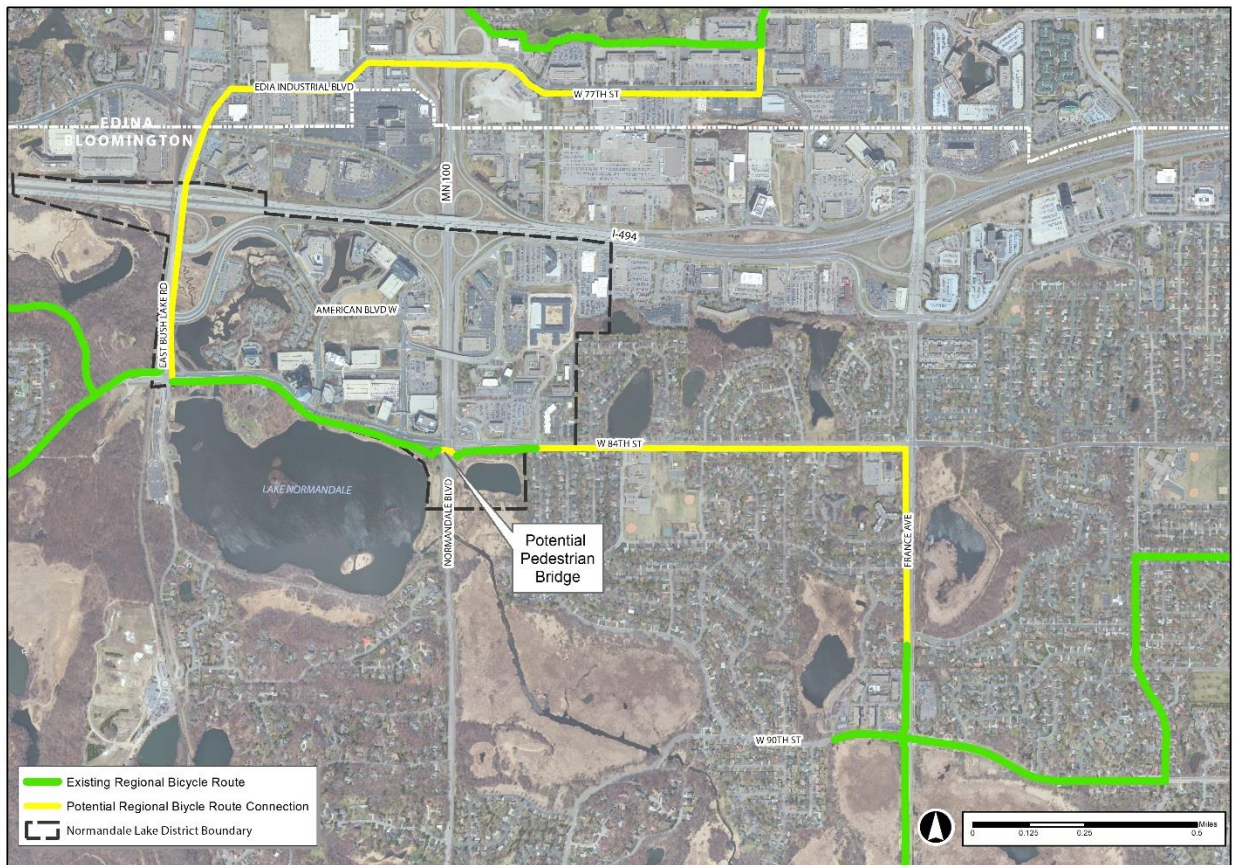 EDIA INDUSTRIAL BLVD
W 77TH ST
EDINA
BLOOMINGTON
MN 100
I-494
EAST BUSH LAKE RD
AMERICAN BLVD W
W 84TH ST
LAKE NORMANDALE
NORMANDALE BLVD
Potential
Pedestrian
Bridge
FRANCE AVE
W 90TH ST
Existing Regional Bicycle Route
Potential Regional Bicyle Route Connection
Normandale Lake District Boundary
Miles
0 0.125 0.25 0.5